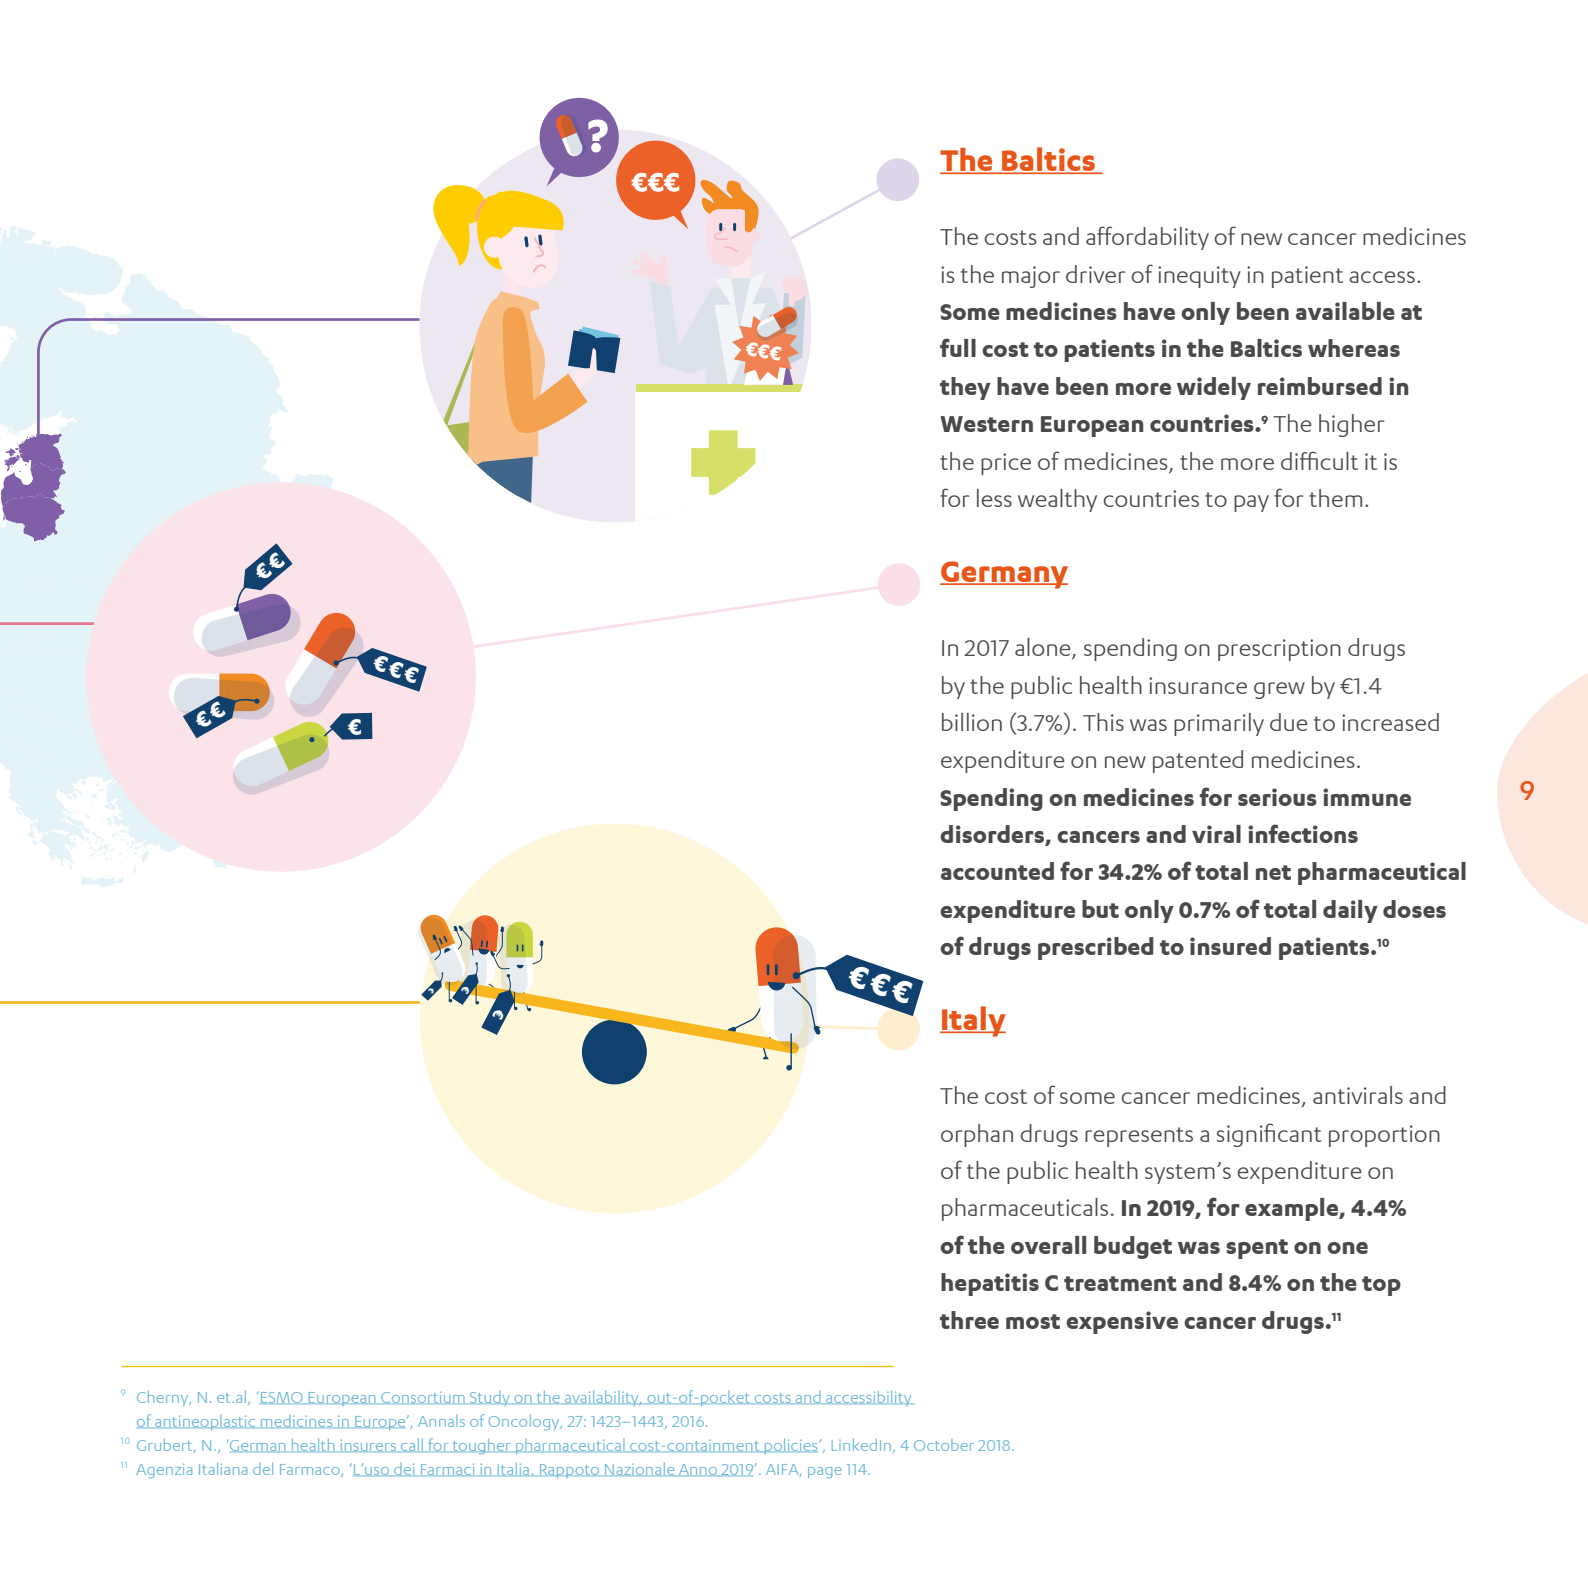 ?
€€€
€€€
The Baltics
The costs and affordability of new cancer medicines
is the major driver of inequity in patient access.
Some medicines have only been available at
full cost to patients in the Baltics whereas
they have been more widely reimbursed in
Western European countries.⁹ The higher
the price of medicines, the more difficult it is
for less wealthy countries to pay for them.
€€
€€€
€€
€
Germany
In 2017 alone, spending on prescription drugs
by the public health insurance grew by €1.4
billion (3.7%). This was primarily due to increased
expenditure on new patented medicines.
Spending on medicines for serious immune
disorders, cancers and viral infections
accounted for 34.2% of total net pharmaceutical
expenditure but only 0.7% of total daily doses
of drugs prescribed to insured patients.¹⁰
9
€
€
€
€€€
Italy
The cost of some cancer medicines, antivirals and
orphan drugs represents a significant proportion
of the public health system’s expenditure on
pharmaceuticals. In 2019, for example, 4.4%
of the overall budget was spent on one
hepatitis C treatment and 8.4% on the top
three most expensive cancer drugs.¹¹
⁹ Cherny, N. et.al, ‘ESMO European Consortium Study on the availability, out-of-pocket costs and accessibility
of antineoplastic medicines in Europe’, Annals of Oncology, 27: 1423–1443, 2016.
¹⁰ Grubert, N., ‘German health insurers call for tougher pharmaceutical cost-containment policies’, LinkedIn, 4 October 2018.
¹¹ Agenzia Italiana del Farmaco, ‘L’uso dei Farmaci in Italia. Rappoto Nazionale Anno 2019’. AIFA, page 114.